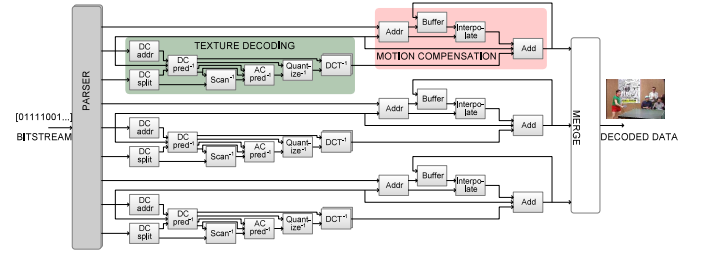 [01111001...]
BITSTREAM
PARSER
TEXTURE DECODING
DC
addr
DC
split
DC
pred-1
Scan-1
AC
pred-1
Quant-
ize-1
DCT-1
MOTION COMPENSATION
Addr
Buffer
Interpo-
late
Add
DC
addr
DC
split
DC
pred-1
Scan-1
AC
pred-1
Quant-
ize-1
DCT-1
Addr
Buffer
Interpo-
late
Add
DC
addr
DC
split
DC
pred-1
Scan-1
AC
pred-1
Quant-
ize-1
DCT-1
Addr
Buffer
Interpo-
late
Add
MERGE
DECODED DATA